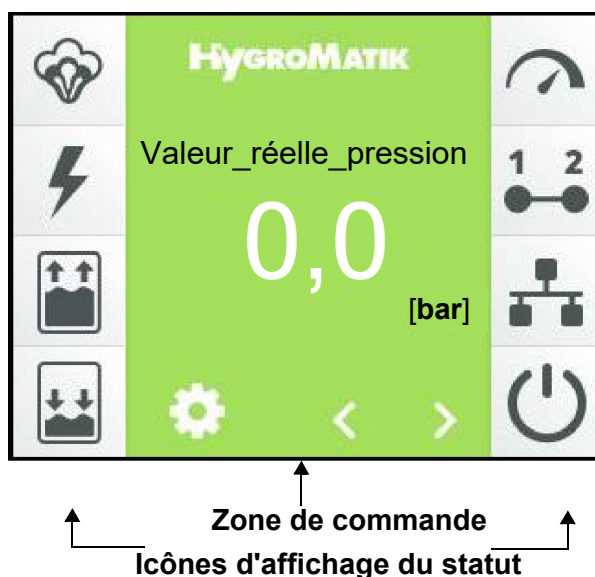 HYGROMATIK
Valeur_réelle_pression
0,0
[bar]
1 2
Zone de commande
Icônes d'affichage du statut